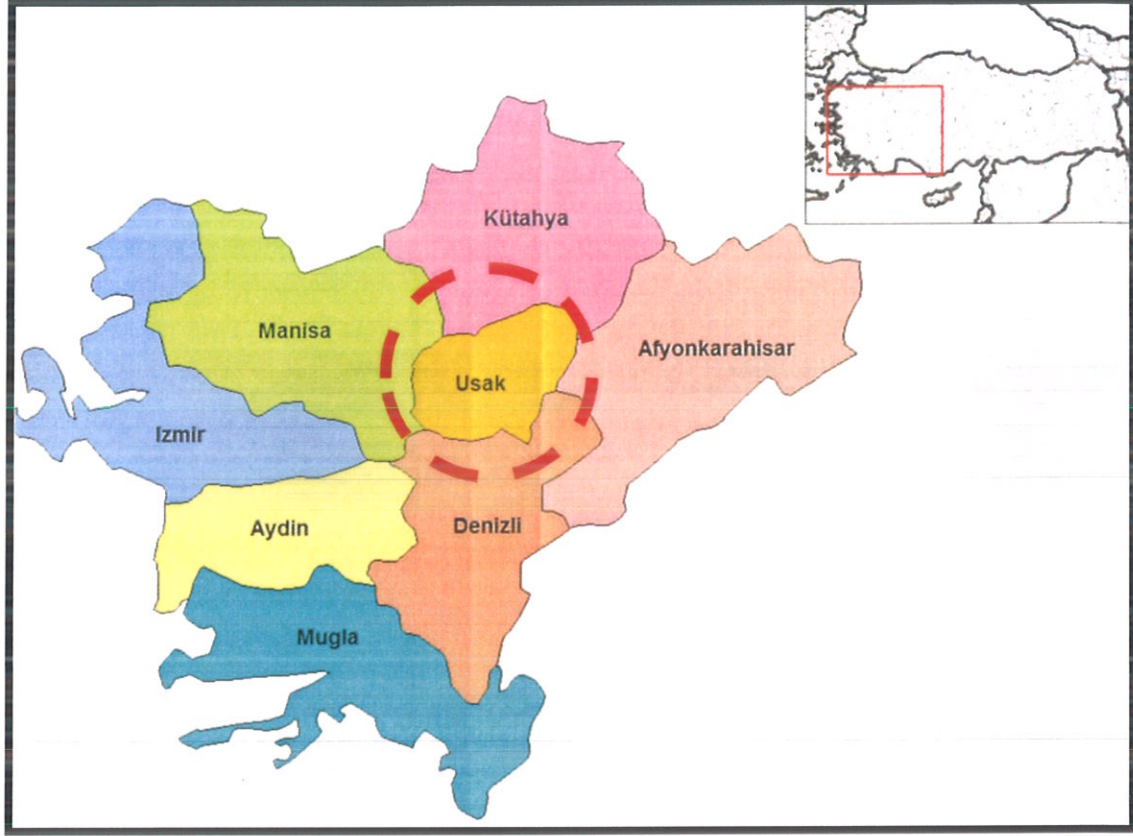 Kütahya
Manisa
Afyonkarahisar
Usak
Izmir
Aydin
Denizli
Mugla